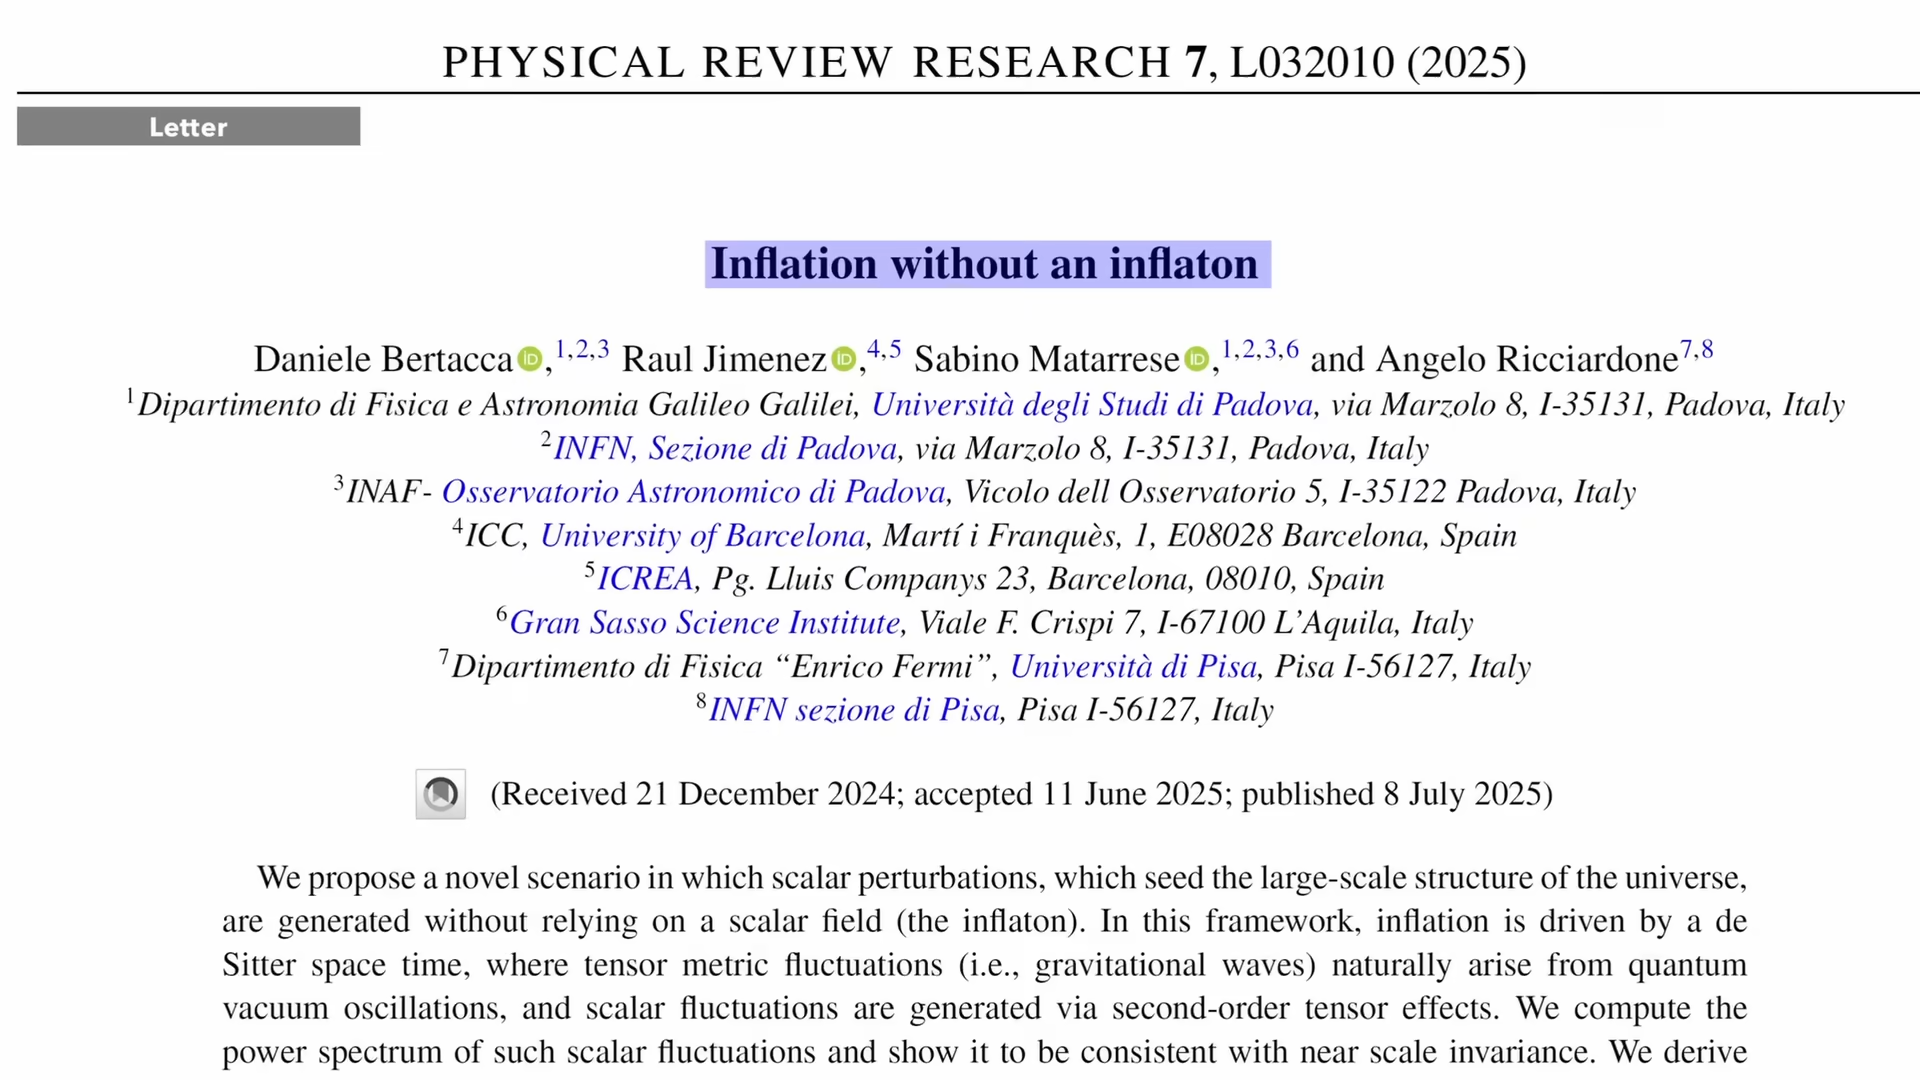 PHYSICAL REVIEW RESEARCH 7, L032010 (2025)
Letter
Inflation without an inflaton
Daniele Bertacca iD,1,2,3 Raul Jimenez iD,4,5 Sabino Matarrese iD,1,2,3,6 and Angelo Ricciardone7,8
1Dipartimento di Fisica e Astronomia Galileo Galilei, Università degli Studi di Padova, via Marzolo 8, I-35131, Padova, Italy
2INFN, Sezione di Padova, via Marzolo 8, I-35131, Padova, Italy
3INAF- Osservatorio Astronomico di Padova, Vicolo dell Osservatorio 5, I-35122 Padova, Italy
4ICC, University of Barcelona, Martí i Franquès, 1, E08028 Barcelona, Spain
5ICREA, Pg. Lluis Companys 23, Barcelona, 08010, Spain
6Gran Sasso Science Institute, Viale F. Crispi 7, I-67100 L’Aquila, Italy
7Dipartimento di Fisica “Enrico Fermi”, Università di Pisa, Pisa I-56127, Italy
8INFN sezione di Pisa, Pisa I-56127, Italy
(Received 21 December 2024; accepted 11 June 2025; published 8 July 2025)
We propose a novel scenario in which scalar perturbations, which seed the large-scale structure of the universe,
are generated without relying on a scalar field (the inflaton). In this framework, inflation is driven by a de
Sitter space time, where tensor metric fluctuations (i.e., gravitational waves) naturally arise from quantum
vacuum oscillations, and scalar fluctuations are generated via second-order tensor effects. We compute the
power spectrum of such scalar fluctuations and show it to be consistent with near scale invariance. We derive